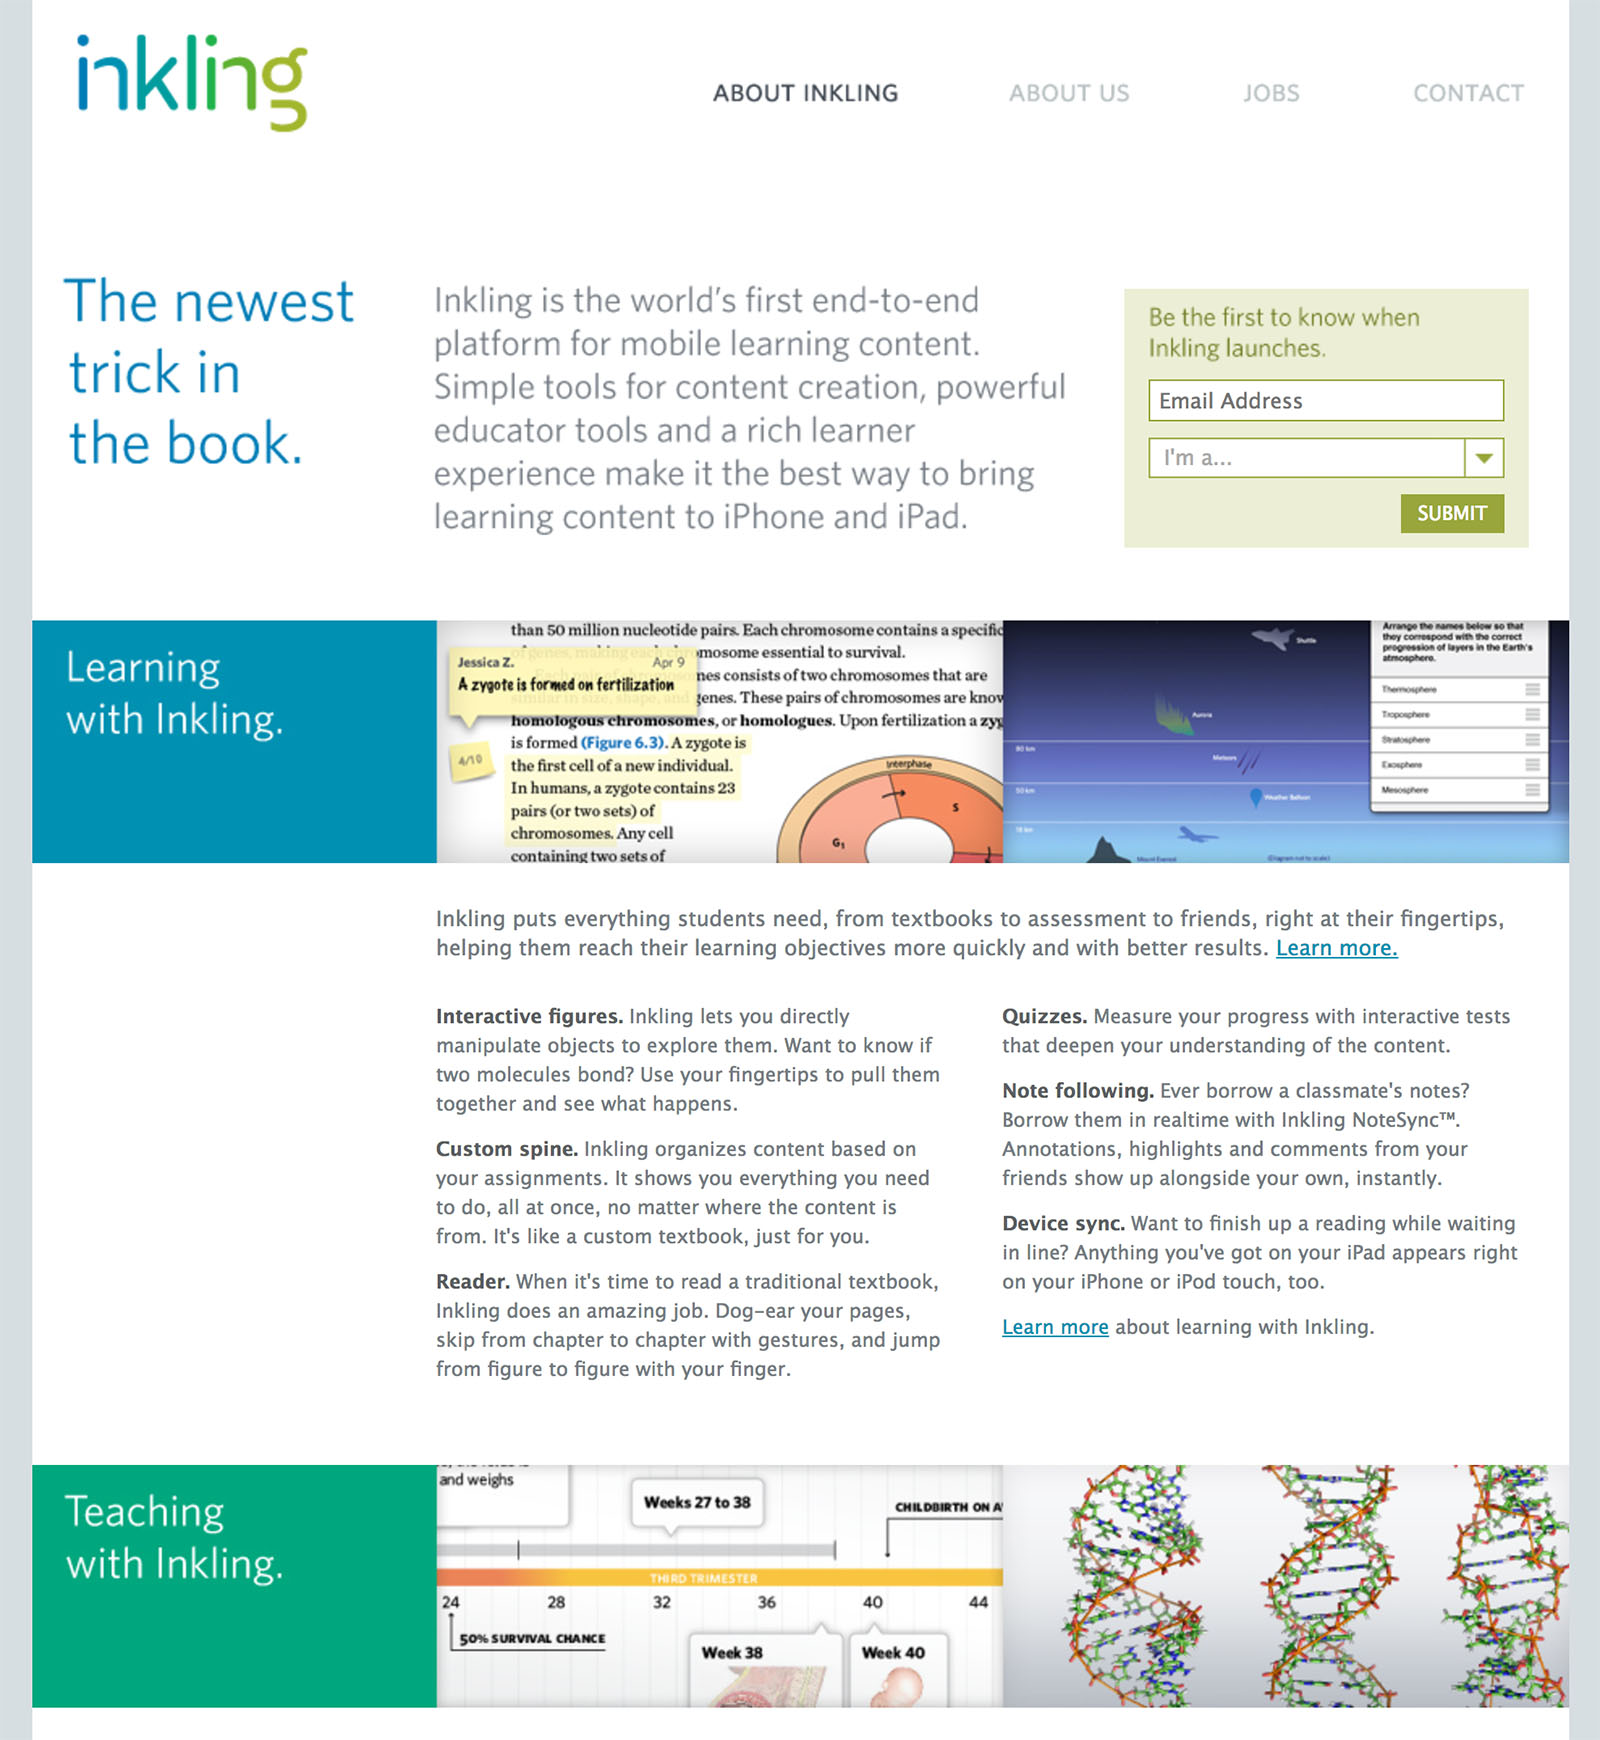 inkling
ABOUT INKLING
ABOUT US
JOBS
CONTACT
The newest
trick in
the book.
Inkling is the world's first end-to-end
platform for mobile learning content.
Simple tools for content creation, powerful
educator tools and a rich learner
experience make it the best way to bring
learning content to iPhone and iPad.
Be the first to know when
Inkling launches.
Email Address
I'm a...
SUBMIT
Learning
with Inkling.
than 50 million nucleotide pairs. Each chromosome contains a specific
of genes, making each chromosome essential to survival.
Jessica Z. Apr 9
A zygote is formed on fertilization
nes consists of two chromosomes that are
similar in size, shape, and genes. These pairs of chromosomes are know
homologous chromosomes, or homologues. Upon fertilization a zyg
is formed (Figure 6.3). A zygote is
the first cell of a new individual.
In humans, a zygote contains 23
pairs (or two sets) of
chromosomes. Any cell
containing two sets of
4/10
Interphase
S
G1
Shuttle
Aurora
80 km
Meteors
50 km
Weather Balloon
18 km
Mount Everest
(Diagram not to scale)
Arrange the names below so that
they correspond with the correct
progression of layers in the Earth's
atmosphere.
Thermosphere
Troposphere
Stratosphere
Exosphere
Mesosphere
Inkling puts everything students need, from textbooks to assessment to friends, right at their fingertips,
helping them reach their learning objectives more quickly and with better results. Learn more.
Interactive figures. Inkling lets you directly
manipulate objects to explore them. Want to know if
two molecules bond? Use your fingertips to pull them
together and see what happens.
Custom spine. Inkling organizes content based on
your assignments. It shows you everything you need
to do, all at once, no matter where the content is
from. It's like a custom textbook, just for you.
Reader. When it's time to read a traditional textbook,
Inkling does an amazing job. Dog-ear your pages,
skip from chapter to chapter with gestures, and jump
from figure to figure with your finger.
Quizzes. Measure your progress with interactive tests
that deepen your understanding of the content.
Note following. Ever borrow a classmate's notes?
Borrow them in realtime with Inkling NoteSync™.
Annotations, highlights and comments from your
friends show up alongside your own, instantly.
Device sync. Want to finish up a reading while waiting
in line? Anything you've got on your iPad appears right
on your iPhone or iPod touch, too.
Learn more about learning with Inkling.
Teaching
with Inkling.
and weighs
Weeks 27 to 38
CHILDBIRTH ON A
THIRD TRIMESTER
24 28 32 36 40 44
50% SURVIVAL CHANCE
Week 38
Week 40